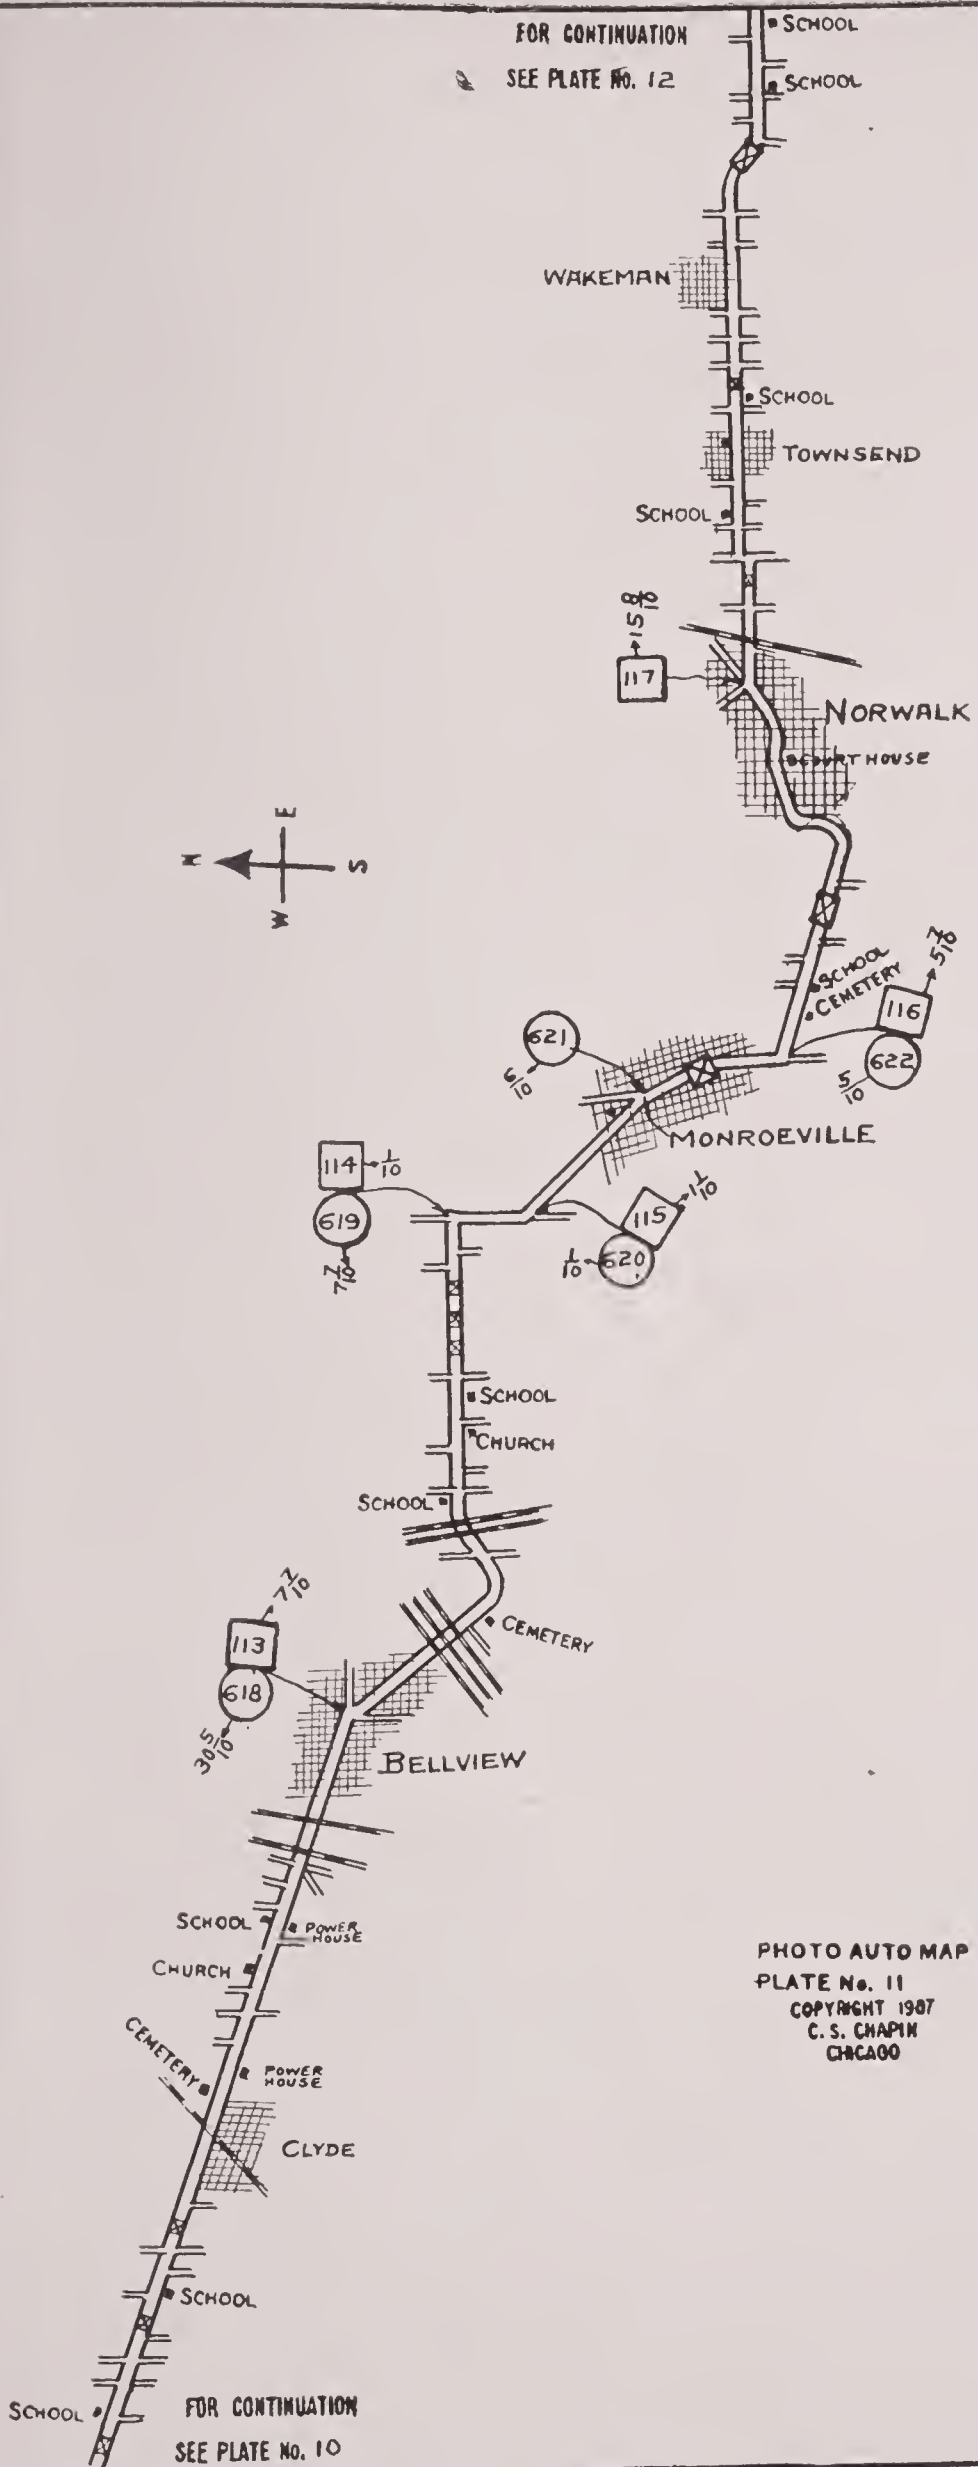 FOR CONTINUATION
SEE PLATE No. 12
SCHOOL
SCHOOL
WAKEMAN
SCHOOL
TOWNSEND
SCHOOL
15 8/10
117
NORWALK
COURT HOUSE
N
E
S
W
SCHOOL
CEMETERY
5 7/10
116
622
5/10
621
6/10
MONROEVILLE
114
1/10
619
7 7/10
115
1 1/10
620
1/10
SCHOOL
CHURCH
SCHOOL
CEMETERY
7 7/10
113
618
30 5/10
BELLVIEW
SCHOOL
POWER
HOUSE
CHURCH
CEMETERY
POWER
HOUSE
CLYDE
SCHOOL
SCHOOL
PHOTO AUTO MAP
PLATE No. 11
COPYRIGHT 1907
C. S. CHAPIN
CHICAGO
FOR CONTINUATION
SEE PLATE No. 10